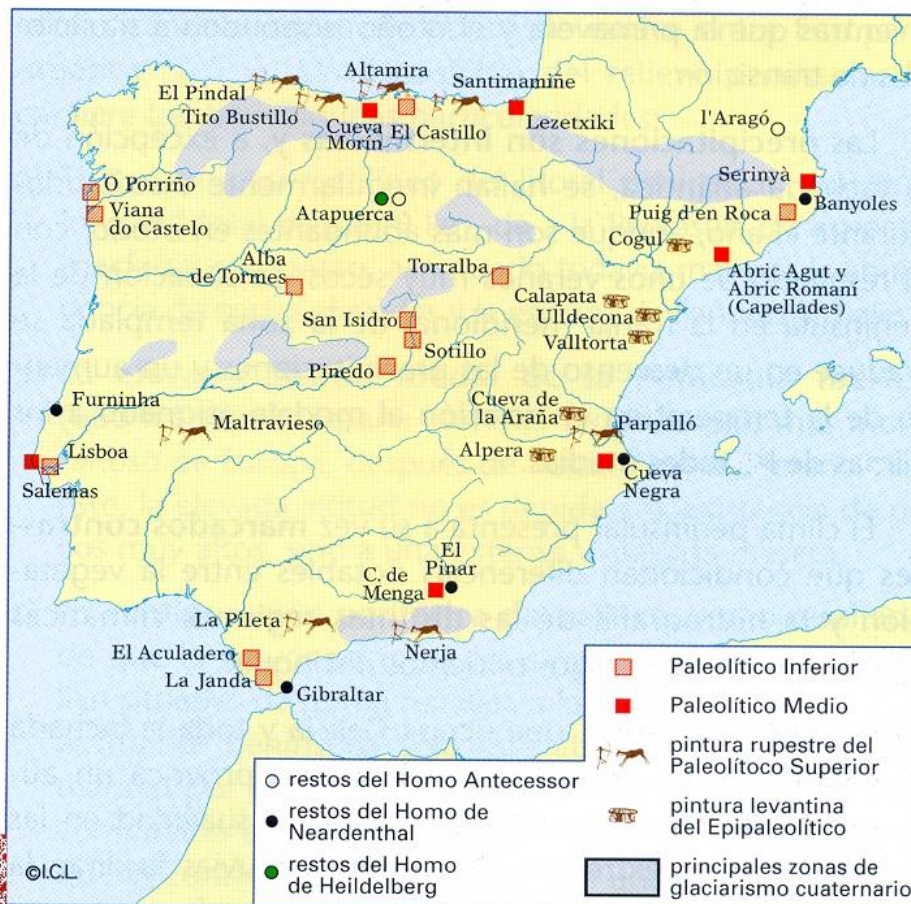 Altamira
El Pindal
Santimamiñe
Tito Bustillo
Cueva
Morín
El Castillo
Lezetxiki
l'Aragó
Serinyà
O Porriño
Viana
do Castelo
Atapuerca
Puig d'en Roca
Banyoles
Cogul
Alba
de Tormes
Torralba
Abric Agut y
Abric Romaní
(Capellades)
Calapata
Ulldecona
Valltorta
San Isidro
Sotillo
Pinedo
Furninha
Maltravieso
Cueva de
la Araña
Parpalló
Lisboa
Salemas
Alpera
Cueva
Negra
El
Pinar
C. de
Menga
La Pileta
Nerja
El Aculadero
La Janda
Gibraltar
Paleolítico Inferior
Paleolítico Medio
pintura rupestre del
Paleolítoco Superior
pintura levantina
del Epipaleolítico
principales zonas de
glaciarismo cuaternario
restos del Homo Antecessor
restos del Homo de
Neardenthal
restos del Homo
de Heildelberg
©I.C.L.